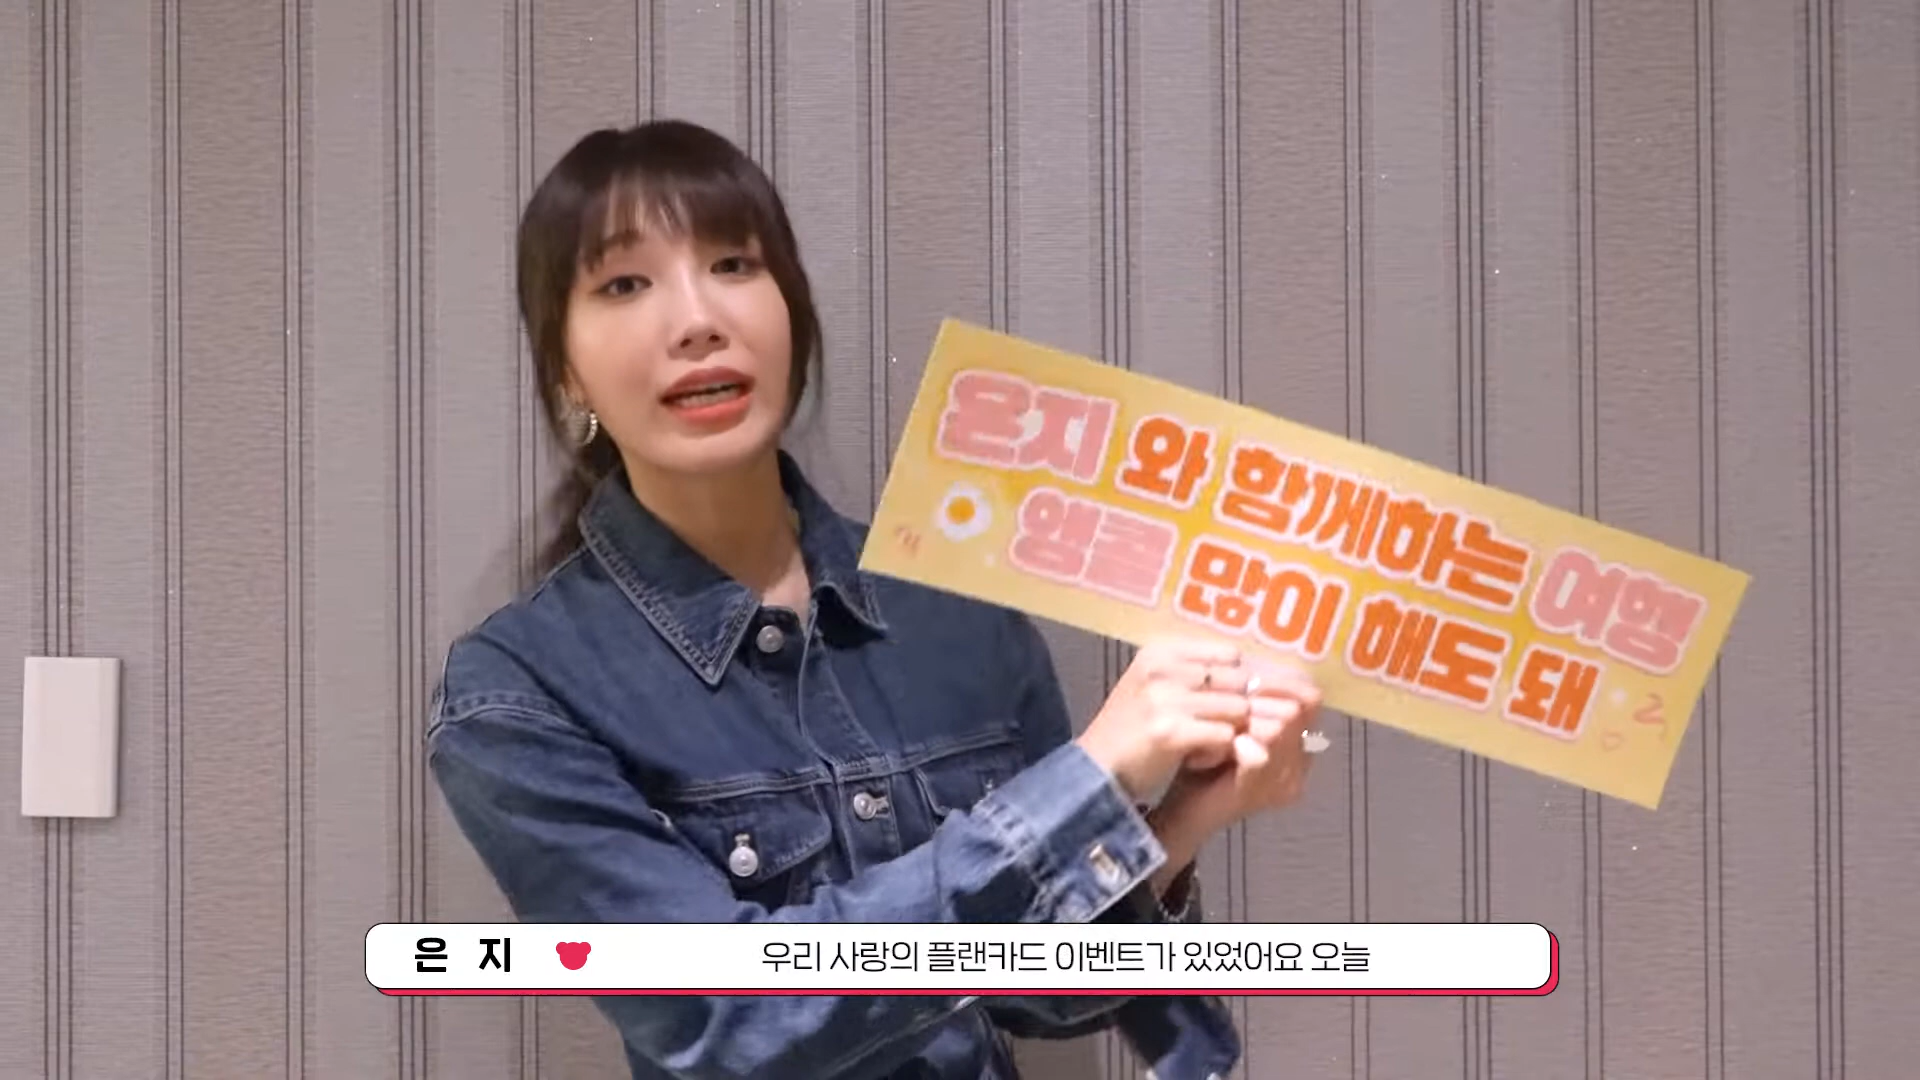 은지와 함께하는 여행
앵콜 많이 해도 돼
은지 우리 사랑의 플랜카드 이벤트가 있었어요 오늘